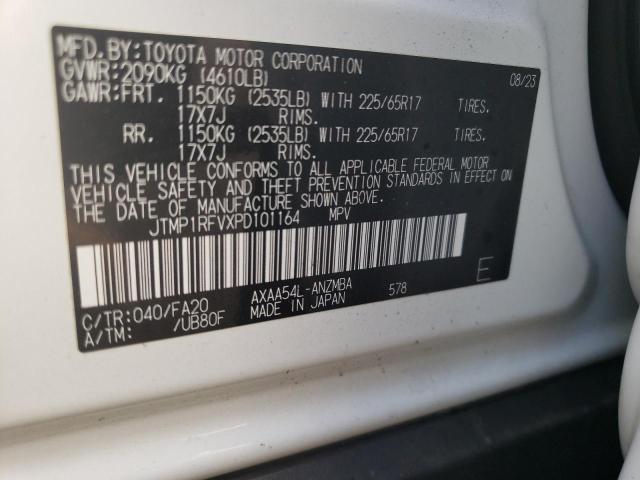 MFD.BY:TOYOTA MOTOR CORPORATION 08/23
GVWR:2090KG (4610LB)
GAWR:FRT. 1150KG (2535LB) WITH 225/65R17 TIRES.
17X7J RIMS.
RR. 1150KG (2535LB) WITH 225/65R17 TIRES.
17X7J RIMS.
THIS VEHICLE CONFORMS TO ALL APPLICABLE FEDERAL MOTOR
VEHICLE SAFETY AND THEFT PREVENTION STANDARDS IN EFFECT ON
THE DATE OF MANUFACTURE SHOWN ABOVE.
JTMP1RFVXPD101164 MPV
C/TR:040/FA20 AXAA54L-ANZMBA 578 E
A/TM: /UB80F MADE IN JAPAN